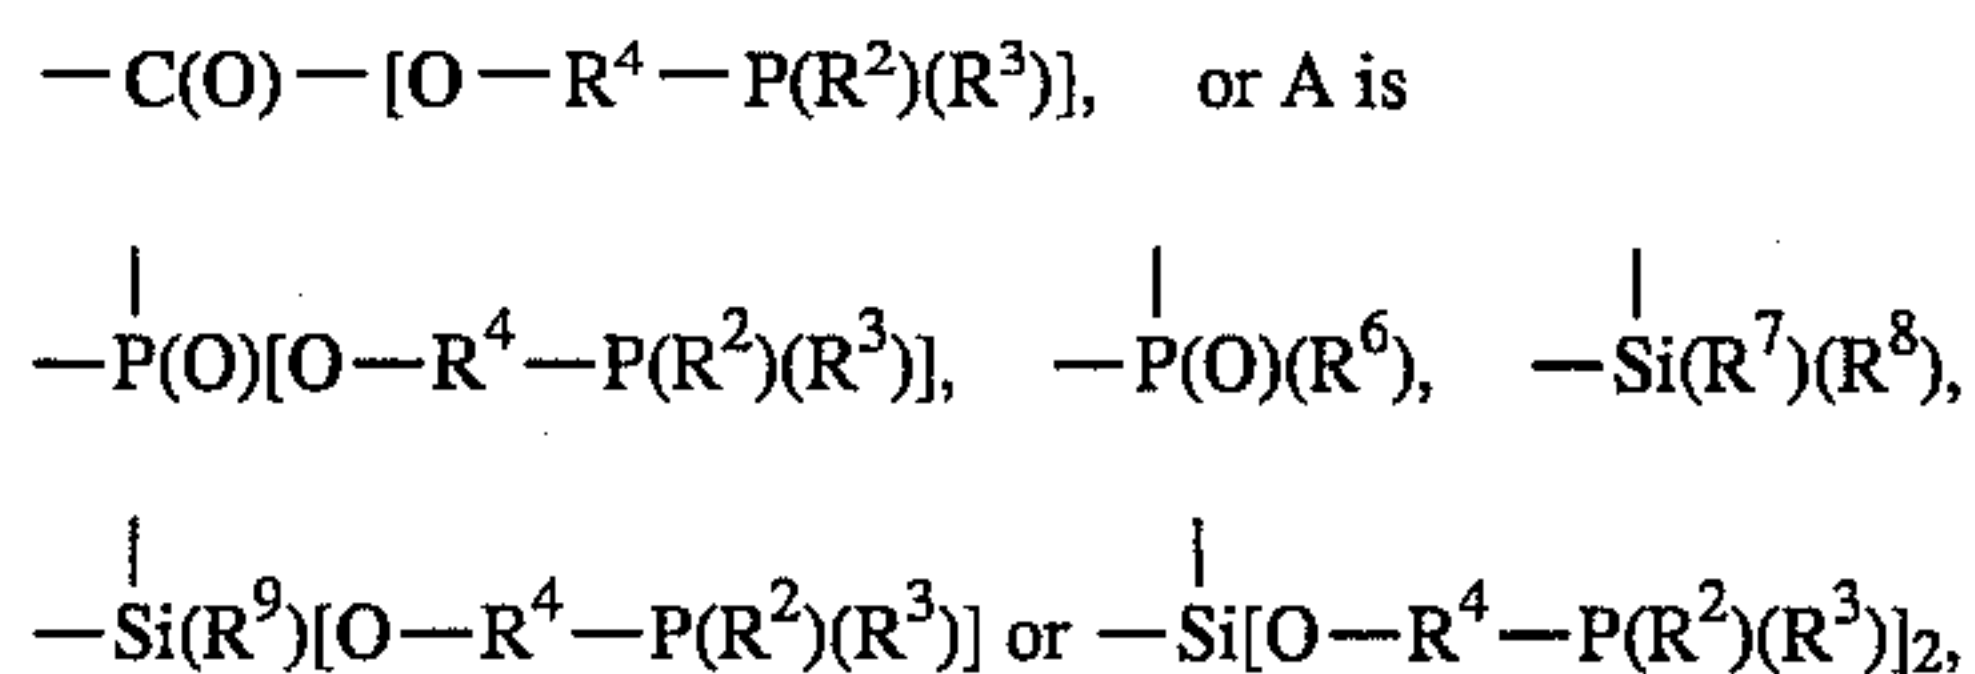 —C(O)—[O—R⁴—P(R²)(R³)], or A is
—P(O)[O—R⁴—P(R²)(R³)], —P(O)(R⁶), —Si(R⁷)(R⁸),
—Si(R⁹)[O—R⁴—P(R²)(R³)] or —Si[O—R⁴—P(R²)(R³)]₂,